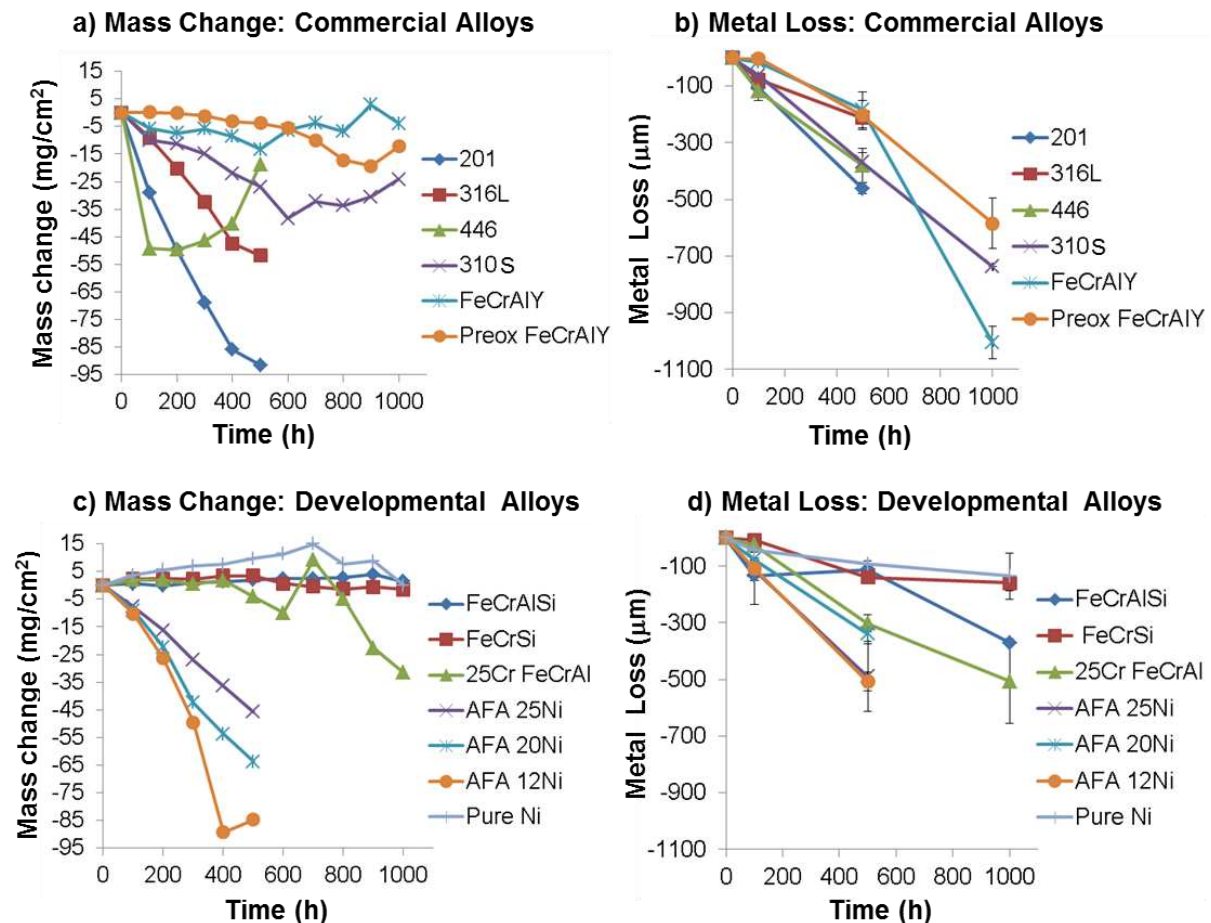 a) Mass Change: Commercial Alloys
Mass change (mg/cm²)
15
5
-5
-15
-25
-35
-45
-55
-65
-75
-85
-95
0 200 400 600 800 1000
Time (h)
201
316L
446
310S
FeCrAlY
Preox FeCrAlY
b) Metal Loss: Commercial Alloys
Metal Loss (μm)
-100
-300
-500
-700
-900
-1100
0 200 400 600 800 1000
Time (h)
201
316L
446
310S
FeCrAlY
Preox FeCrAlY
c) Mass Change: Developmental Alloys
Mass change (mg/cm²)
15
5
-5
-15
-25
-35
-45
-55
-65
-75
-85
-95
0 200 400 600 800 1000
Time (h)
FeCrAlSi
FeCrSi
25Cr FeCrAl
AFA 25Ni
AFA 20Ni
AFA 12Ni
Pure Ni
d) Metal Loss: Developmental Alloys
Metal Loss (μm)
-100
-300
-500
-700
-900
-1100
0 200 400 600 800 1000
Time (h)
FeCrAlSi
FeCrSi
25Cr FeCrAl
AFA 25Ni
AFA 20Ni
AFA 12Ni
Pure Ni